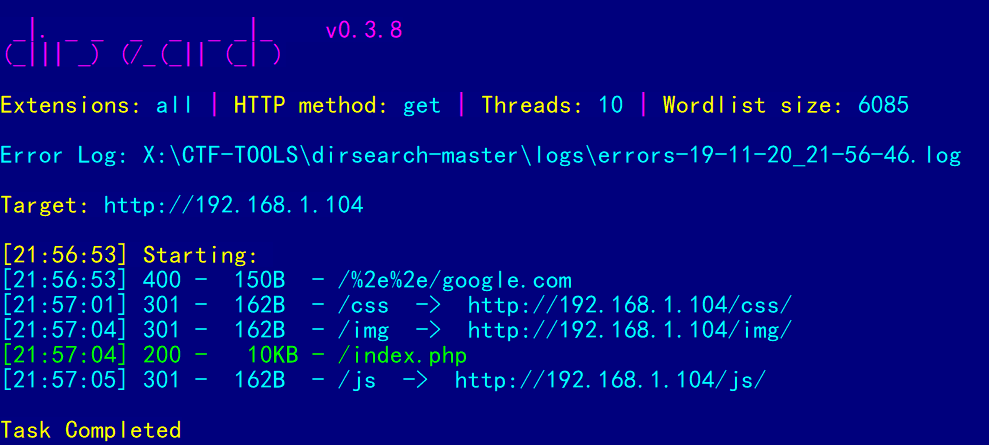 dirsearch v0.3.8
Extensions: all | HTTP method: get | Threads: 10 | Wordlist size: 6085
Error Log: X:\CTF-TOOLS\dirsearch-master\logs\errors-19-11-20_21-56-46.log
Target: http://192.168.1.104
[21:56:53] Starting:
[21:56:53] 400 - 150B - /%2e%2e/google.com
[21:57:01] 301 - 162B - /css -> http://192.168.1.104/css/
[21:57:04] 301 - 162B - /img -> http://192.168.1.104/img/
[21:57:04] 200 - 10KB - /index.php
[21:57:05] 301 - 162B - /js -> http://192.168.1.104/js/
Task Completed